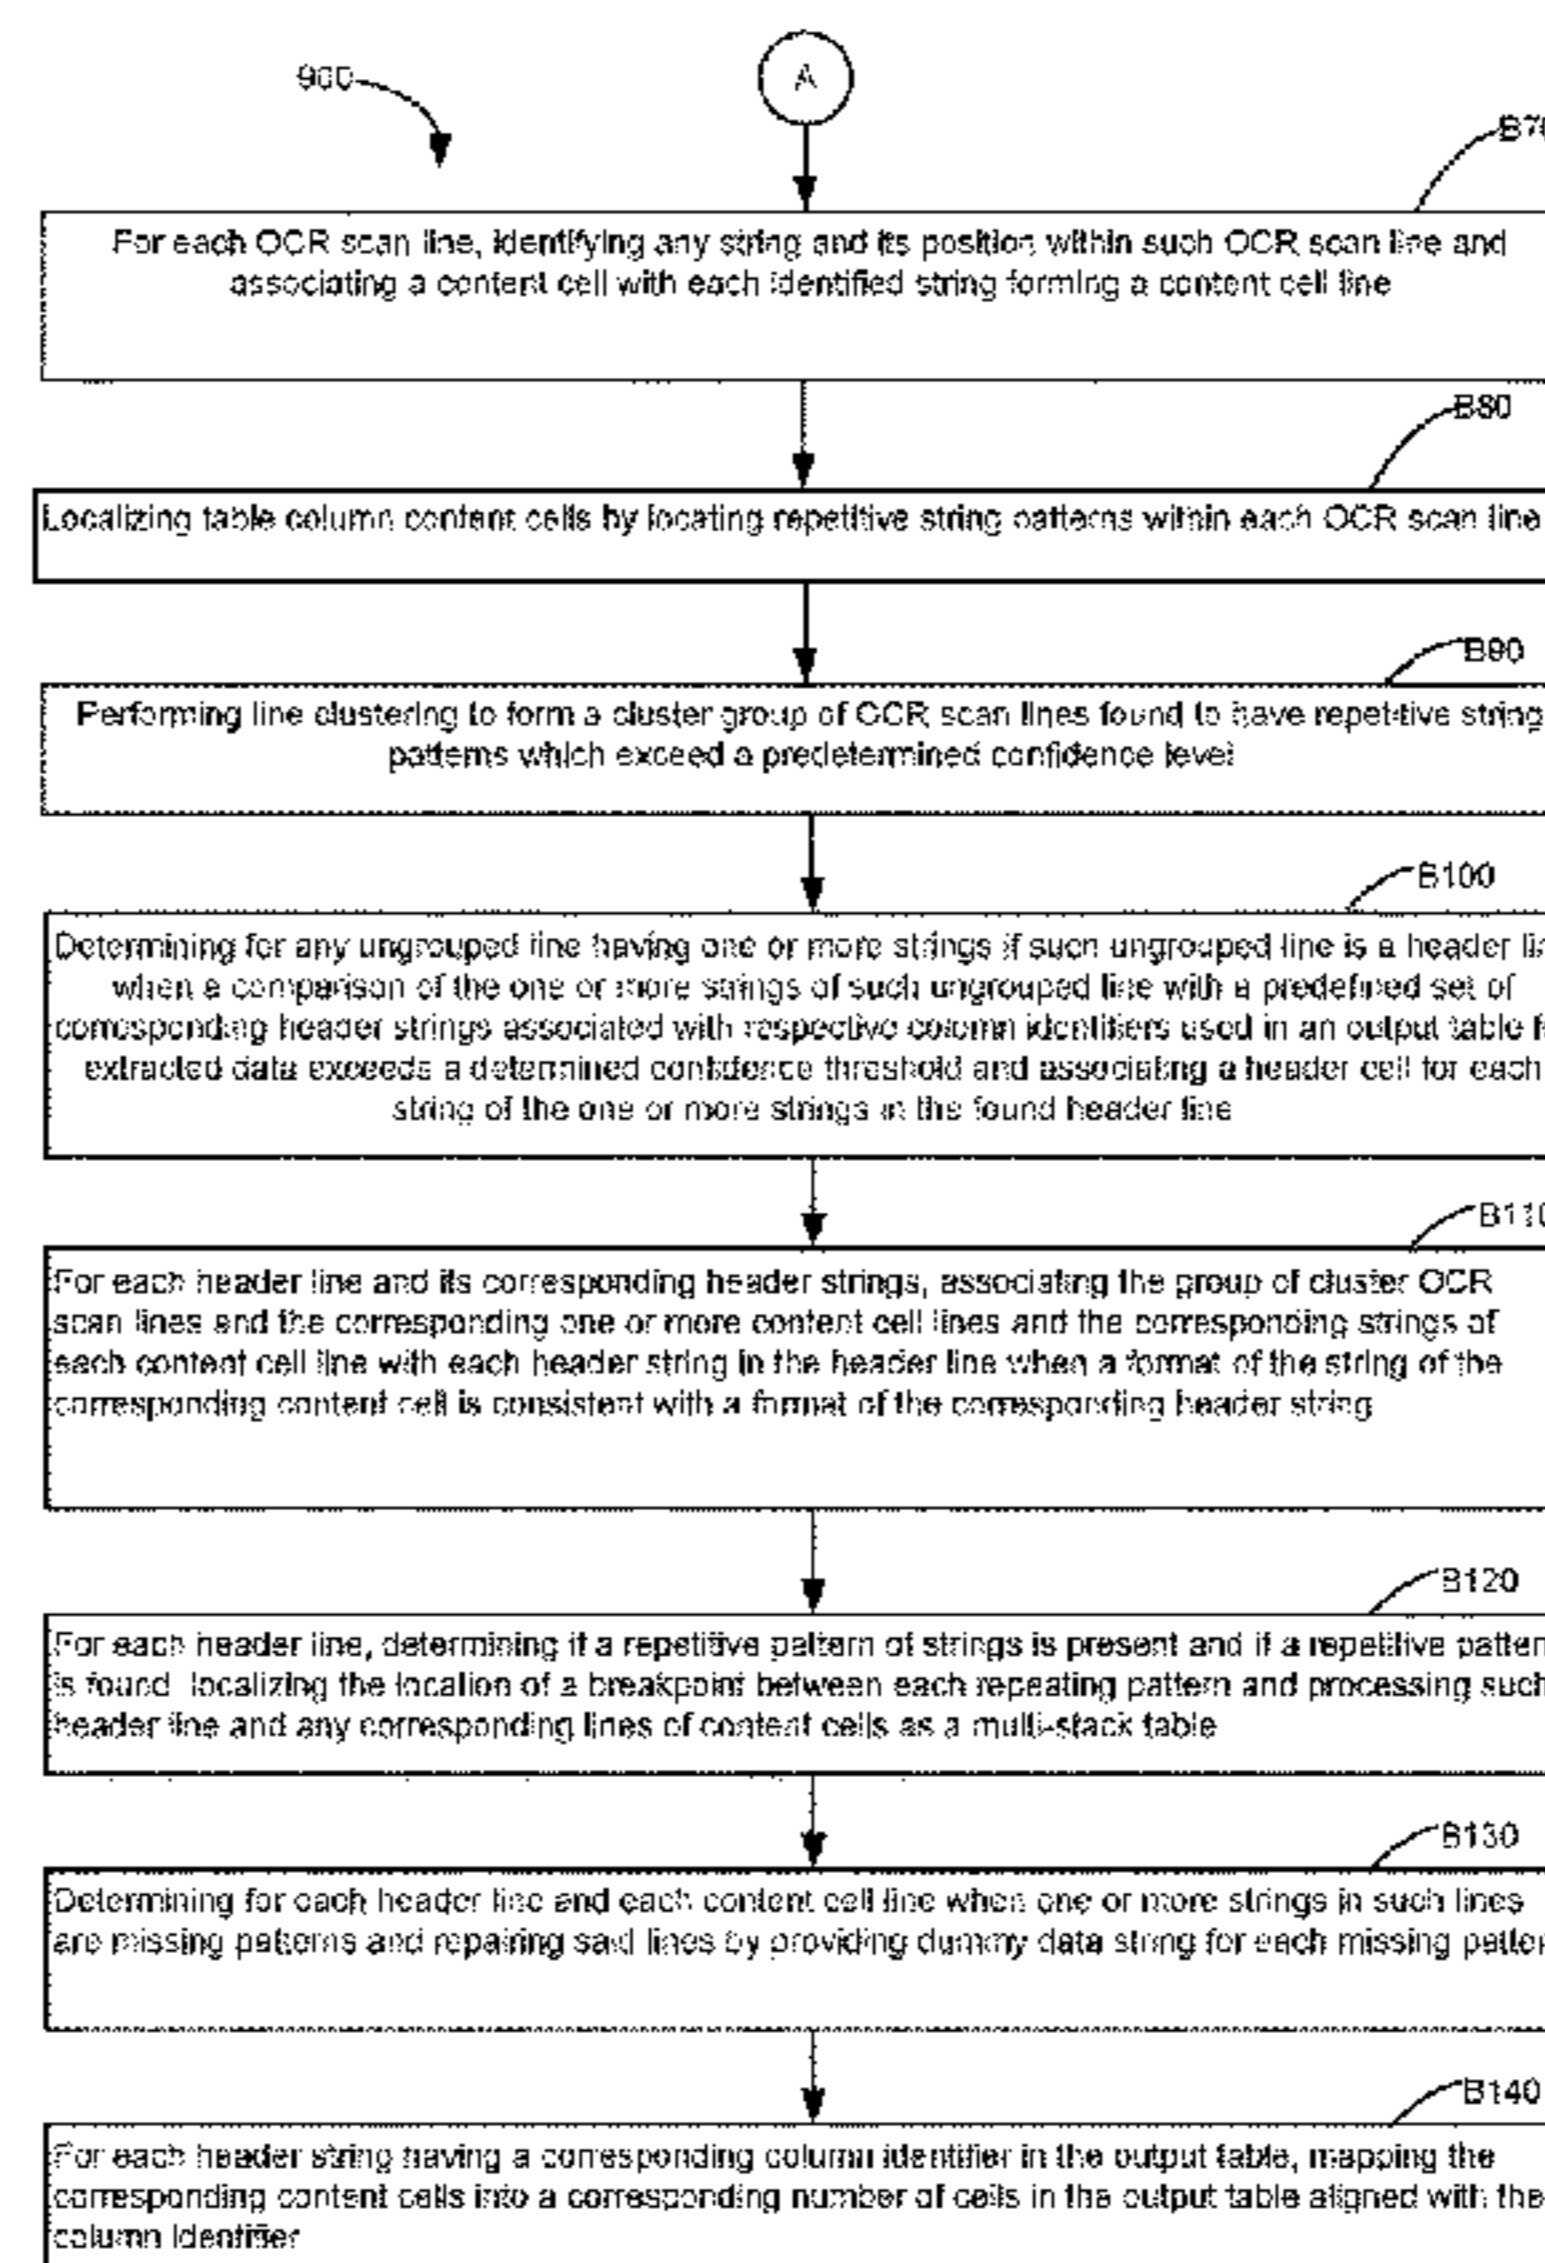 900
A
B70
For each OCR scan line, identifying any string and its position within such OCR scan line and
associating a content cell with each identified string forming a content cell line
B80
Localizing table column content cells by locating repetitive string patterns within each OCR scan line
B90
Performing line clustering to form a cluster group of OCR scan lines found to have repetitive string
patterns which exceed a predetermined confidence level
B100
Determining for any ungrouped line having one or more strings if such ungrouped line is a header
when a comparison of the one or more strings of such ungrouped line with a predefined set of
corresponding header strings associated with respective column identifiers used in an output table
extracted data exceeds a determined confidence threshold and associating a header cell for each
string of the one or more strings in the found header line
B110
For each header line and its corresponding header strings, associating the group of cluster OCR
scan lines and the corresponding one or more content cell lines and the corresponding strings of
each content cell line with each header string in the header line when a format of the string of the
corresponding content cell is consistent with a format of the corresponding header string
B120
For each header line, determining if a repetitive pattern of strings is present and if a repetitive pattern
is found localizing the location of a breakpoint between each repeating pattern and processing such
header line and any corresponding lines of content cells as a multi-stack table
B130
Determining for each header line and each content cell line when one or more strings in such lines
are missing patterns and repairing said lines by providing dummy data string for each missing pattern
B140
For each header string having a corresponding column identifier in the output table, mapping the
corresponding content cells into a corresponding number of cells in the output table aligned with the
column identifier